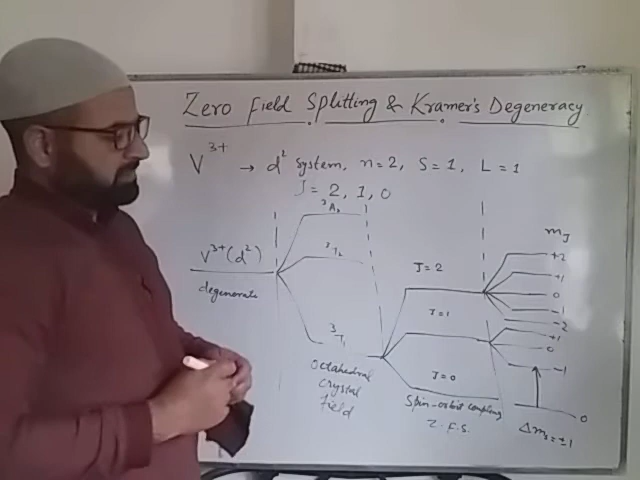 Zero Field Splitting & Kramer's Degeneracy
V³⁺ → d² system, n=2, S=1, L=1
J = 2, 1, 0
³A₂
³T₂
³T₁
V³⁺(d²)
degenerate
Octahedral
Crystal
Field
J=2
J=1
J=0
Spin-orbit coupling
Z.F.S.
mJ
+2
+1
0
-1
-2
+1
0
-1
0
Δms=±1